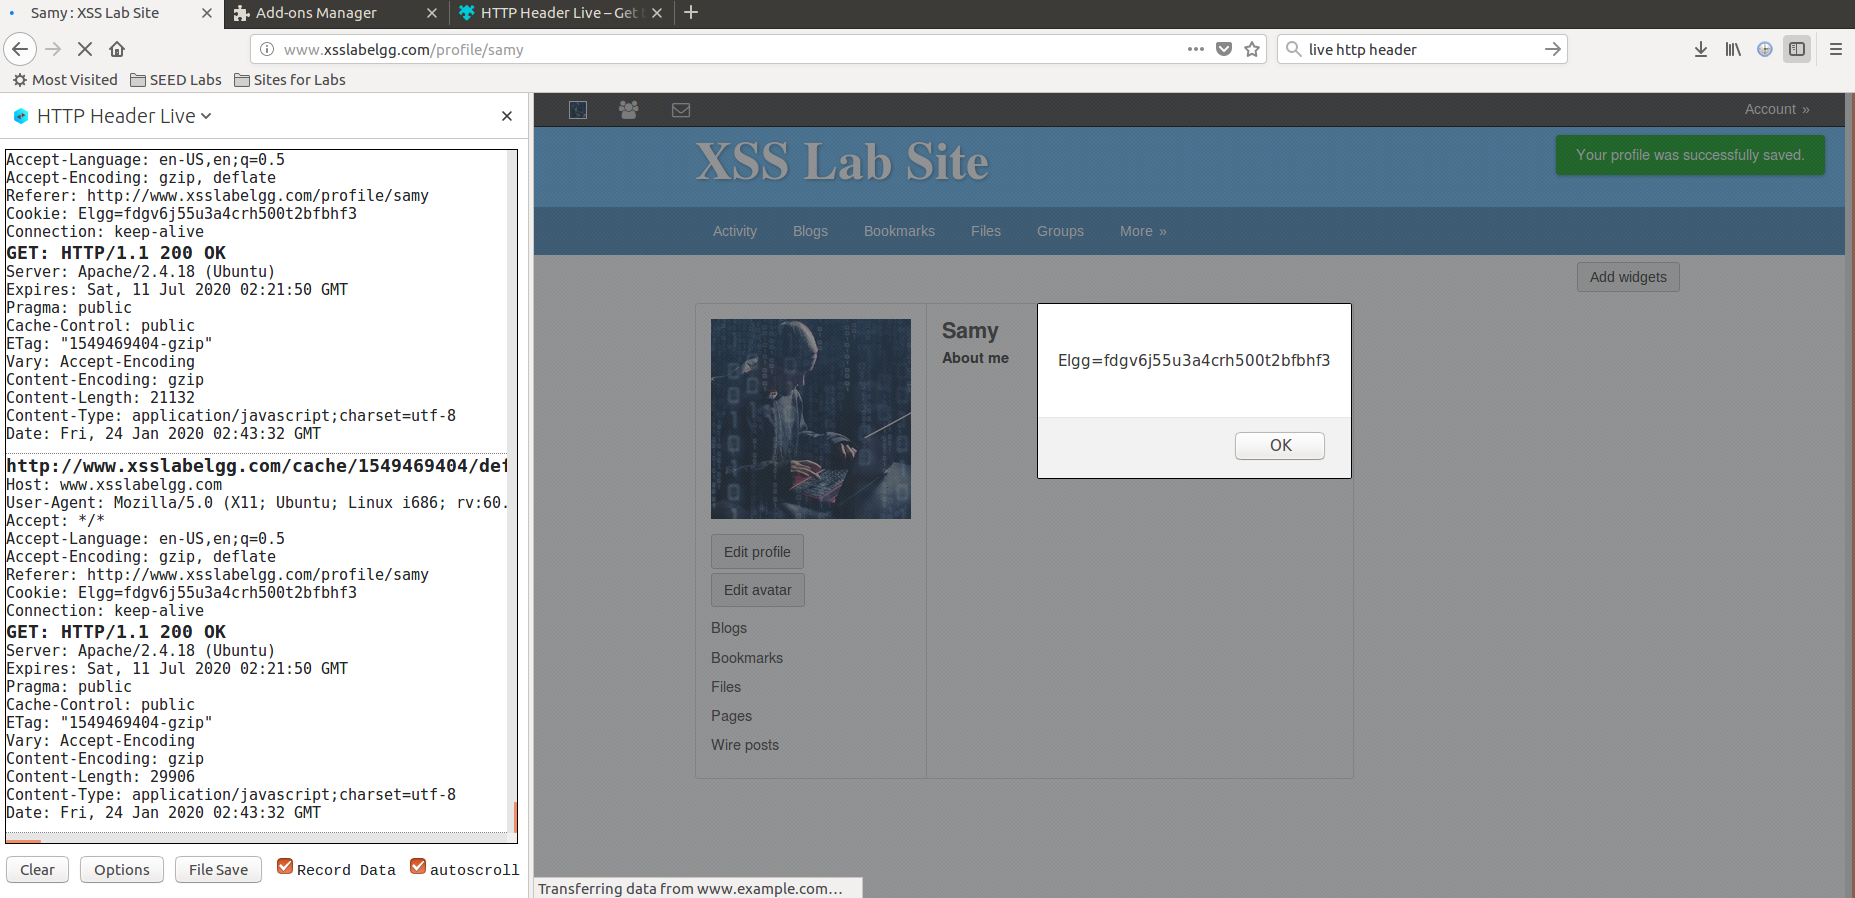 Samy : XSS Lab Site
Add-ons Manager
HTTP Header Live – Get
www.xsslabelgg.com/profile/samy
live http header
Most Visited
SEED Labs
Sites for Labs
HTTP Header Live
Accept-Language: en-US,en;q=0.5
Accept-Encoding: gzip, deflate
Referer: http://www.xsslabelgg.com/profile/samy
Cookie: Elgg=fdgv6j55u3a4crh500t2bfbhf3
Connection: keep-alive
GET: HTTP/1.1 200 OK
Server: Apache/2.4.18 (Ubuntu)
Expires: Sat, 11 Jul 2020 02:21:50 GMT
Pragma: public
Cache-Control: public
ETag: "1549469404-gzip"
Vary: Accept-Encoding
Content-Encoding: gzip
Content-Length: 21132
Content-Type: application/javascript;charset=utf-8
Date: Fri, 24 Jan 2020 02:43:32 GMT
http://www.xsslabelgg.com/cache/1549469404/def
Host: www.xsslabelgg.com
User-Agent: Mozilla/5.0 (X11; Ubuntu; Linux i686; rv:60.
Accept: */*
Accept-Language: en-US,en;q=0.5
Accept-Encoding: gzip, deflate
Referer: http://www.xsslabelgg.com/profile/samy
Cookie: Elgg=fdgv6j55u3a4crh500t2bfbhf3
Connection: keep-alive
GET: HTTP/1.1 200 OK
Server: Apache/2.4.18 (Ubuntu)
Expires: Sat, 11 Jul 2020 02:21:50 GMT
Pragma: public
Cache-Control: public
ETag: "1549469404-gzip"
Vary: Accept-Encoding
Content-Encoding: gzip
Content-Length: 29906
Content-Type: application/javascript;charset=utf-8
Date: Fri, 24 Jan 2020 02:43:32 GMT
Clear
Options
File Save
Record Data
autoscroll
Account »
XSS Lab Site
Your profile was successfully saved.
Activity
Blogs
Bookmarks
Files
Groups
More »
Add widgets
Samy
About me
Elgg=fdgv6j55u3a4crh500t2bfbhf3
OK
Edit profile
Edit avatar
Blogs
Bookmarks
Files
Pages
Wire posts
Transferring data from www.example.com…